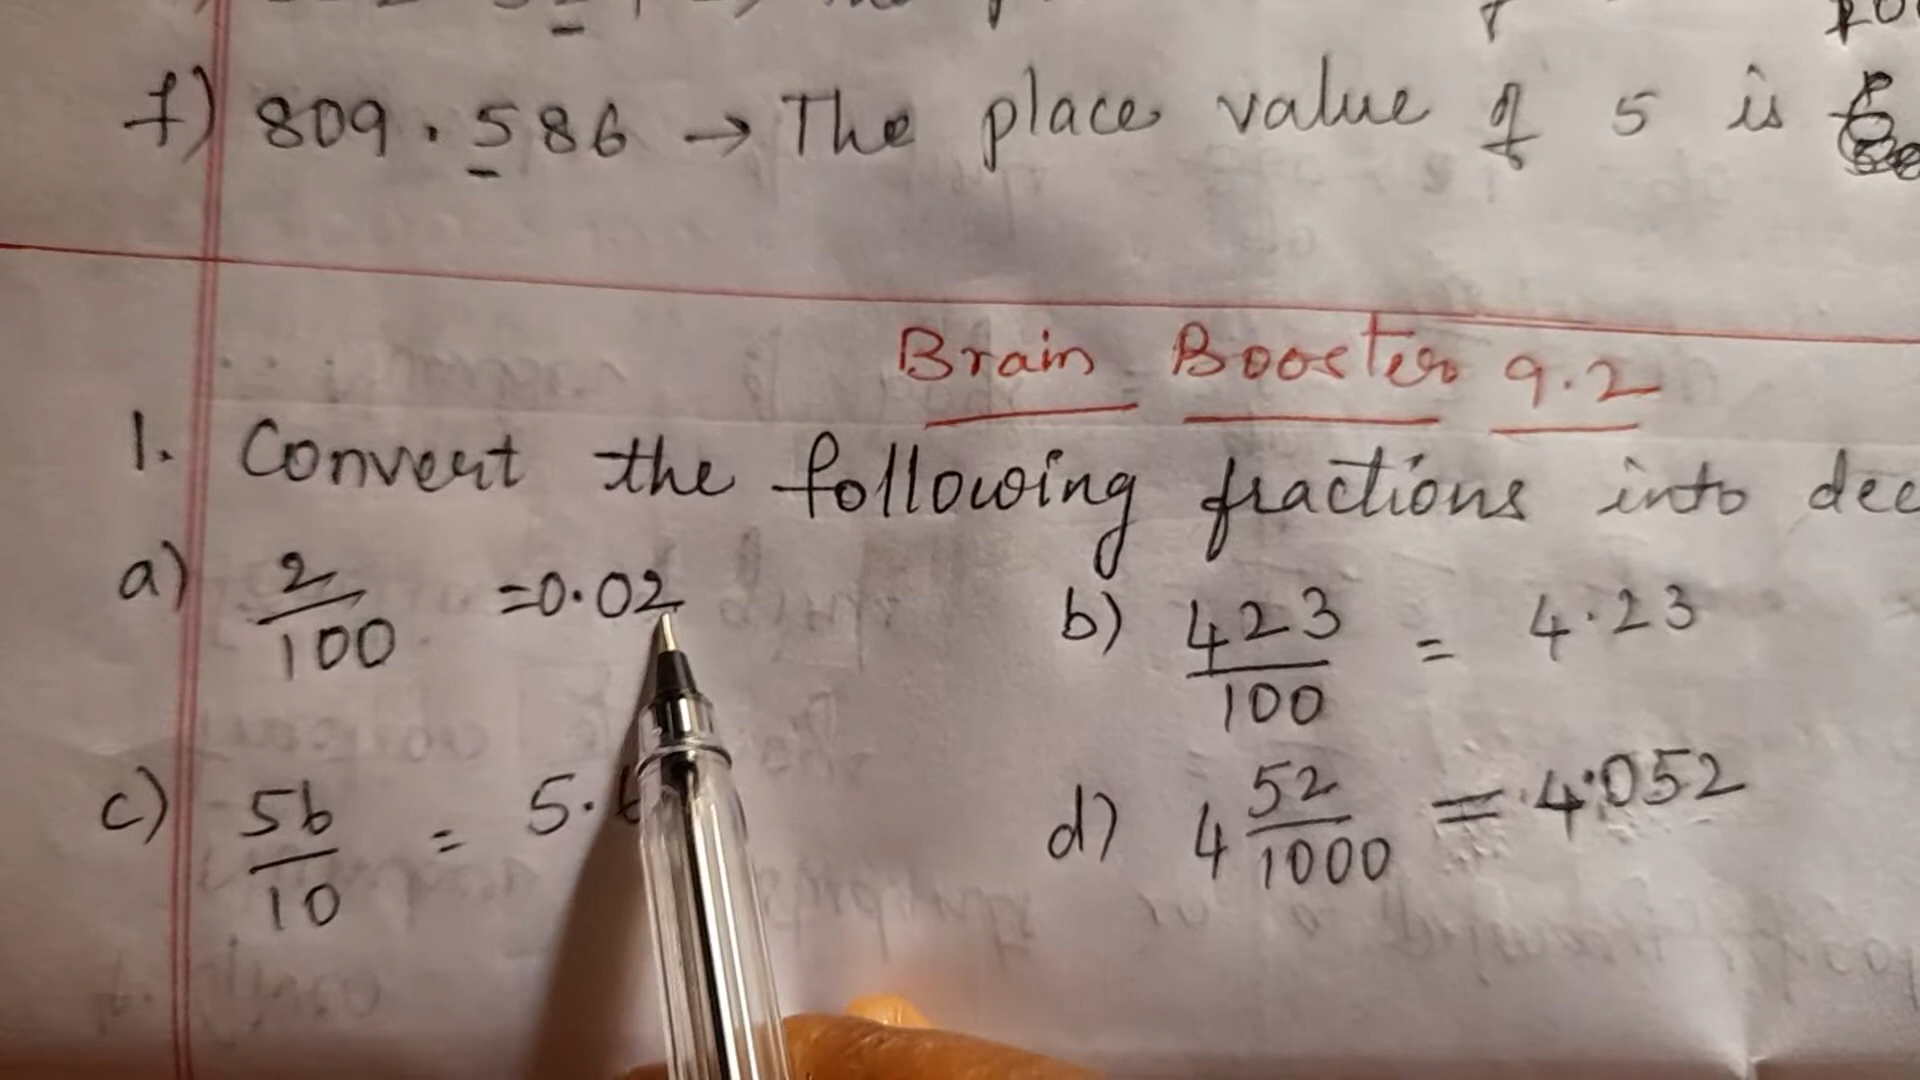 f) 809.586 → The place value of 5 is
Brain Booster 9.2
1. Convert the following fractions into
a) 2/100 =0.02 b) 423/100 = 4.23
c) 56/10 = 5. d) 4 52/1000 = 4.052